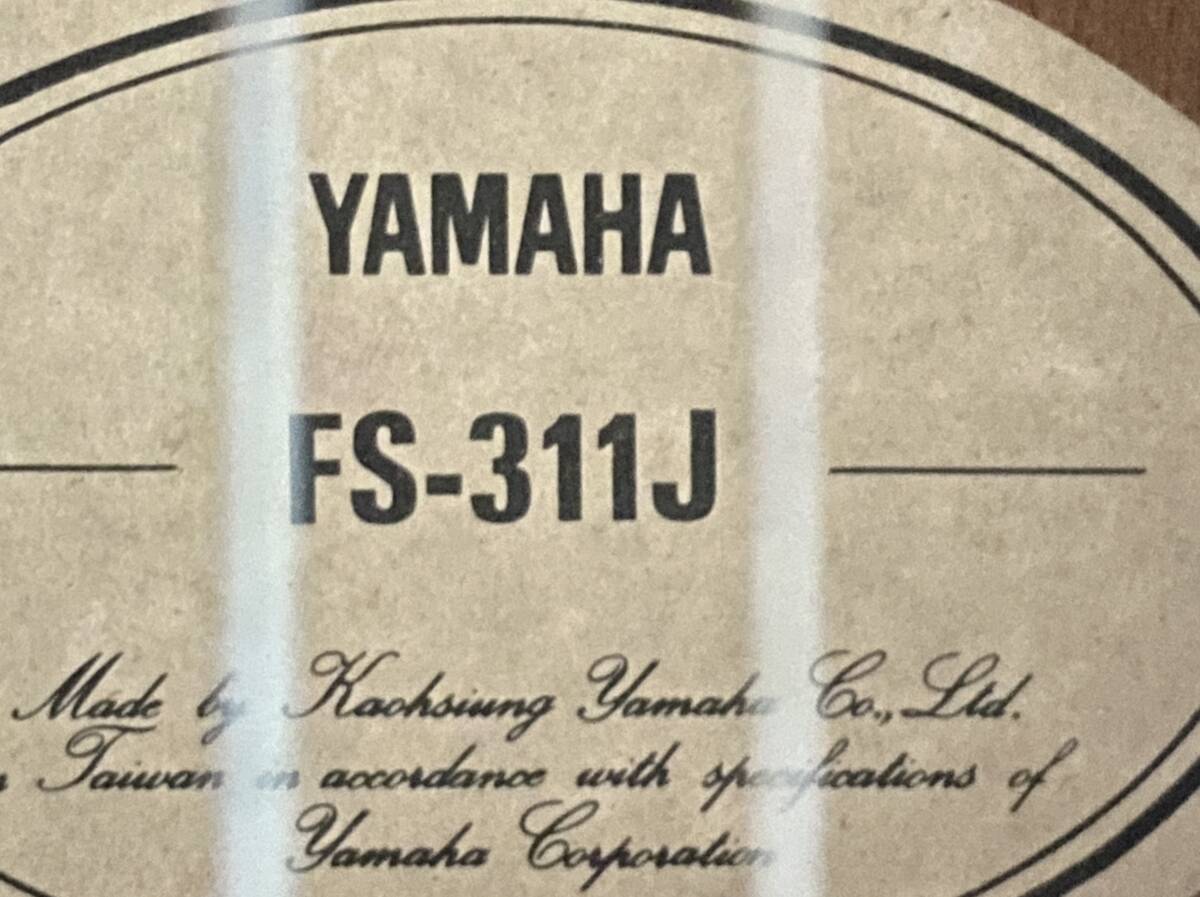 YAMAHA
FS-311J
Made by Kaohsiung Yamaha Co., Ltd.
Taiwan in accordance with specifications of
Yamaha Corporation